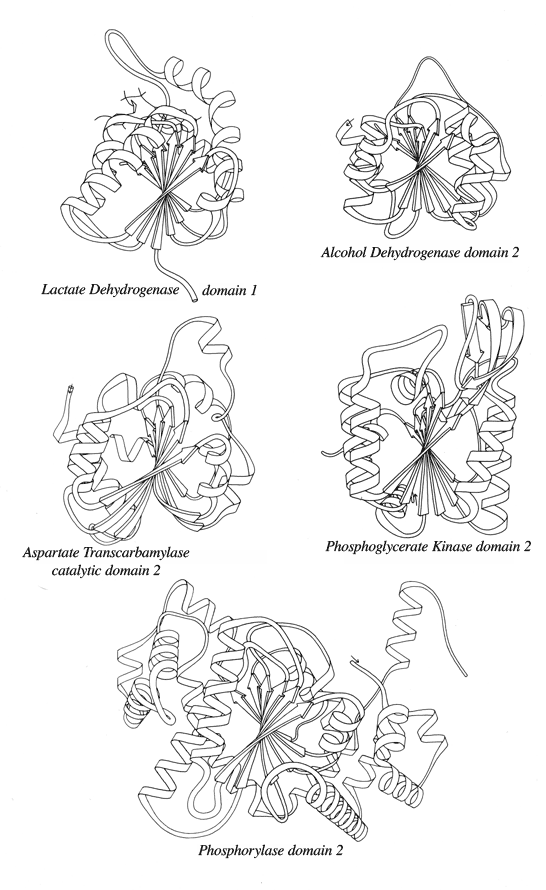 Alcohol Dehydrogenase domain 2
Lactate Dehydrogenase domain 1
Phosphoglycerate Kinase domain 2
Aspartate Transcarbamylase
catalytic domain 2
Phosphorylase domain 2